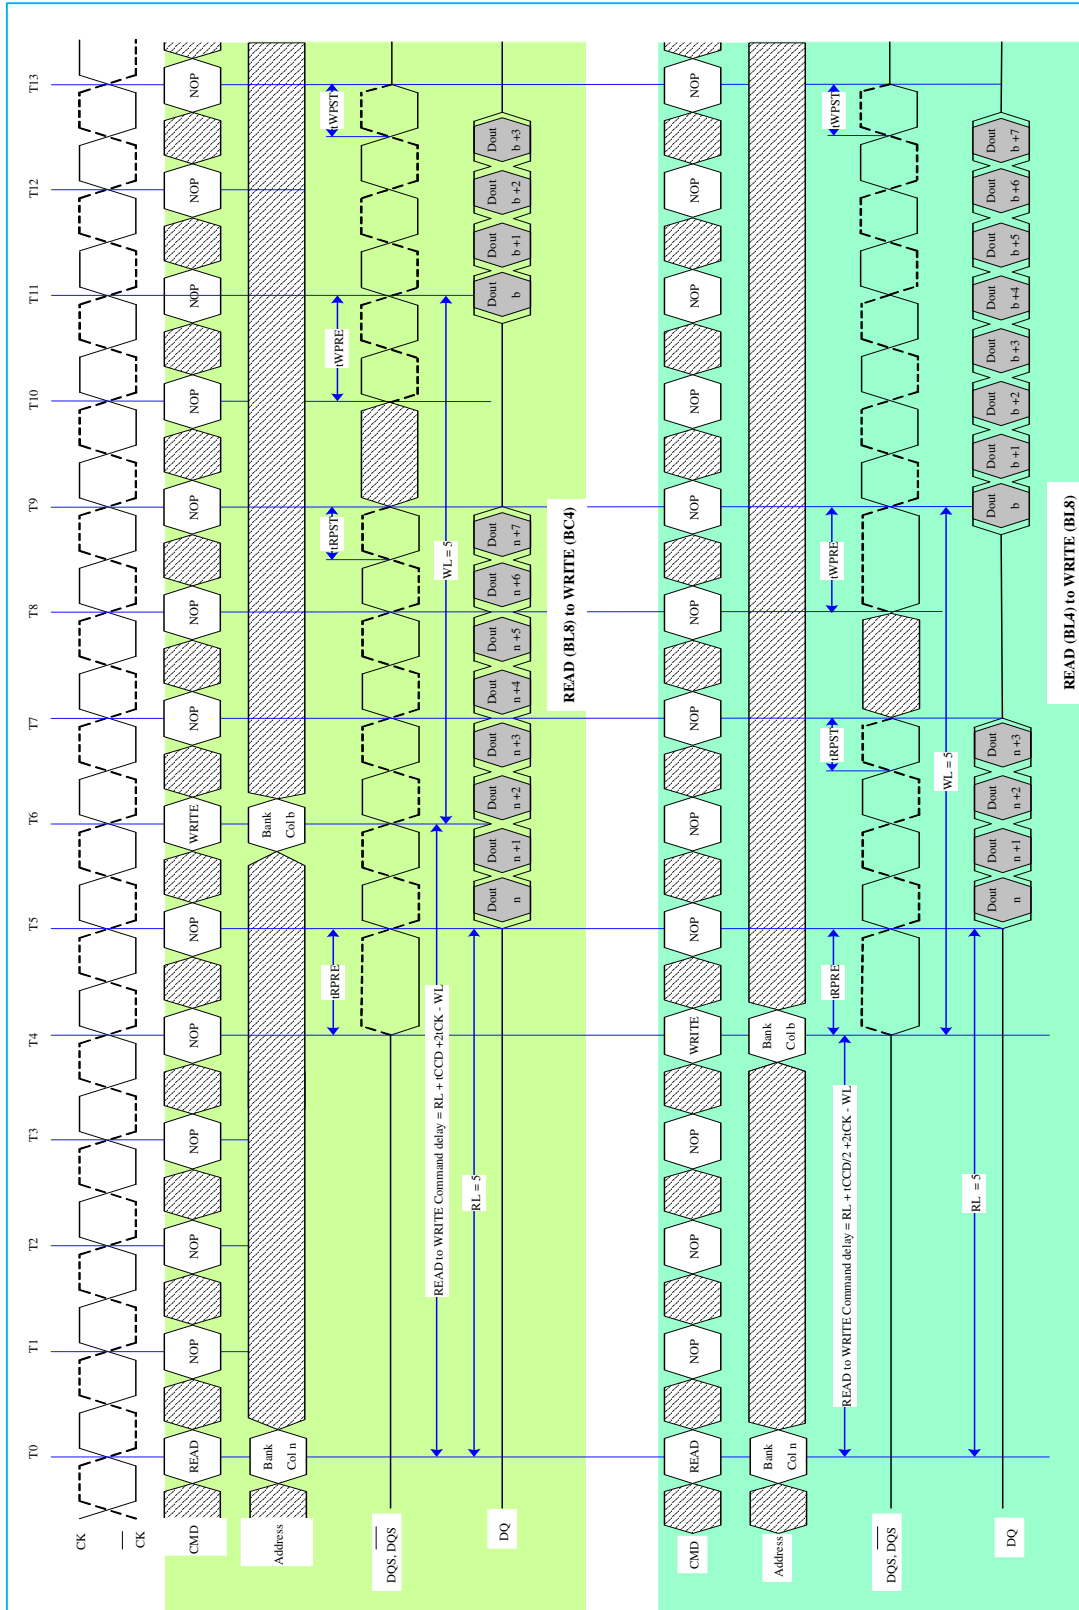 T0 T1 T2 T3 T4 T5 T6 T7 T8 T9 T10 T11 T12 T13
CK
CK
CMD READ NOP NOP NOP NOP NOP WRITE NOP NOP NOP NOP NOP NOP NOP
Address Bank Bank
Col n Col b
tRPRE tRPST tWPRE tWPST
DQS, DQS
READ to WRITE Command delay = RL + tCCD +2tCK - WL WL = 5
RL = 5
DQ Dout Dout Dout Dout Dout Dout Dout Dout Dout Dout Dout Dout
n n +1 n +2 n +3 n +4 n +5 n +6 n +7 b b +1 b +2 b +3
READ (BL8) to WRITE (BC4)
CMD READ NOP NOP NOP WRITE NOP NOP NOP NOP NOP NOP NOP NOP NOP
Address Bank Bank
Col n Col b
tRPRE tRPST tWPRE tWPST
READ to WRITE Command delay = RL + tCCD/2 +2tCK - WL
DQS, DQS
WL = 5
RL = 5
DQ Dout Dout Dout Dout Dout Dout Dout Dout Dout Dout Dout Dout
n n +1 n +2 n +3 b b +1 b +2 b +3 b +4 b +5 b +6 b +7
READ (BL4) to WRITE (BL8)